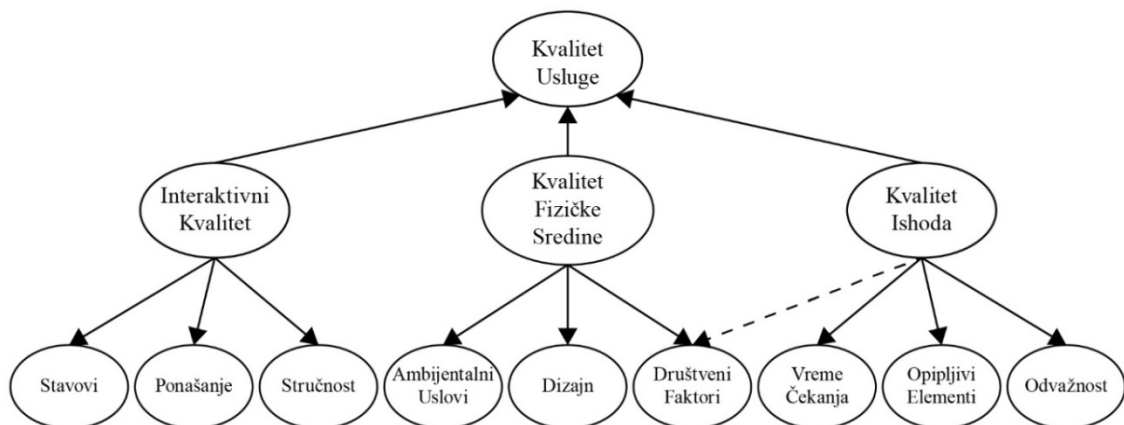 Kvalitet
Usluge
Interaktivni
Kvalitet
Kvalitet
Fizičke
Sredine
Kvalitet
Ishoda
Stavovi
Ponašanje
Stručnost
Ambijentalni
Uslovi
Dizajn
Društveni
Faktori
Vreme
Čekanja
Opipljivi
Elementi
Odvažnost